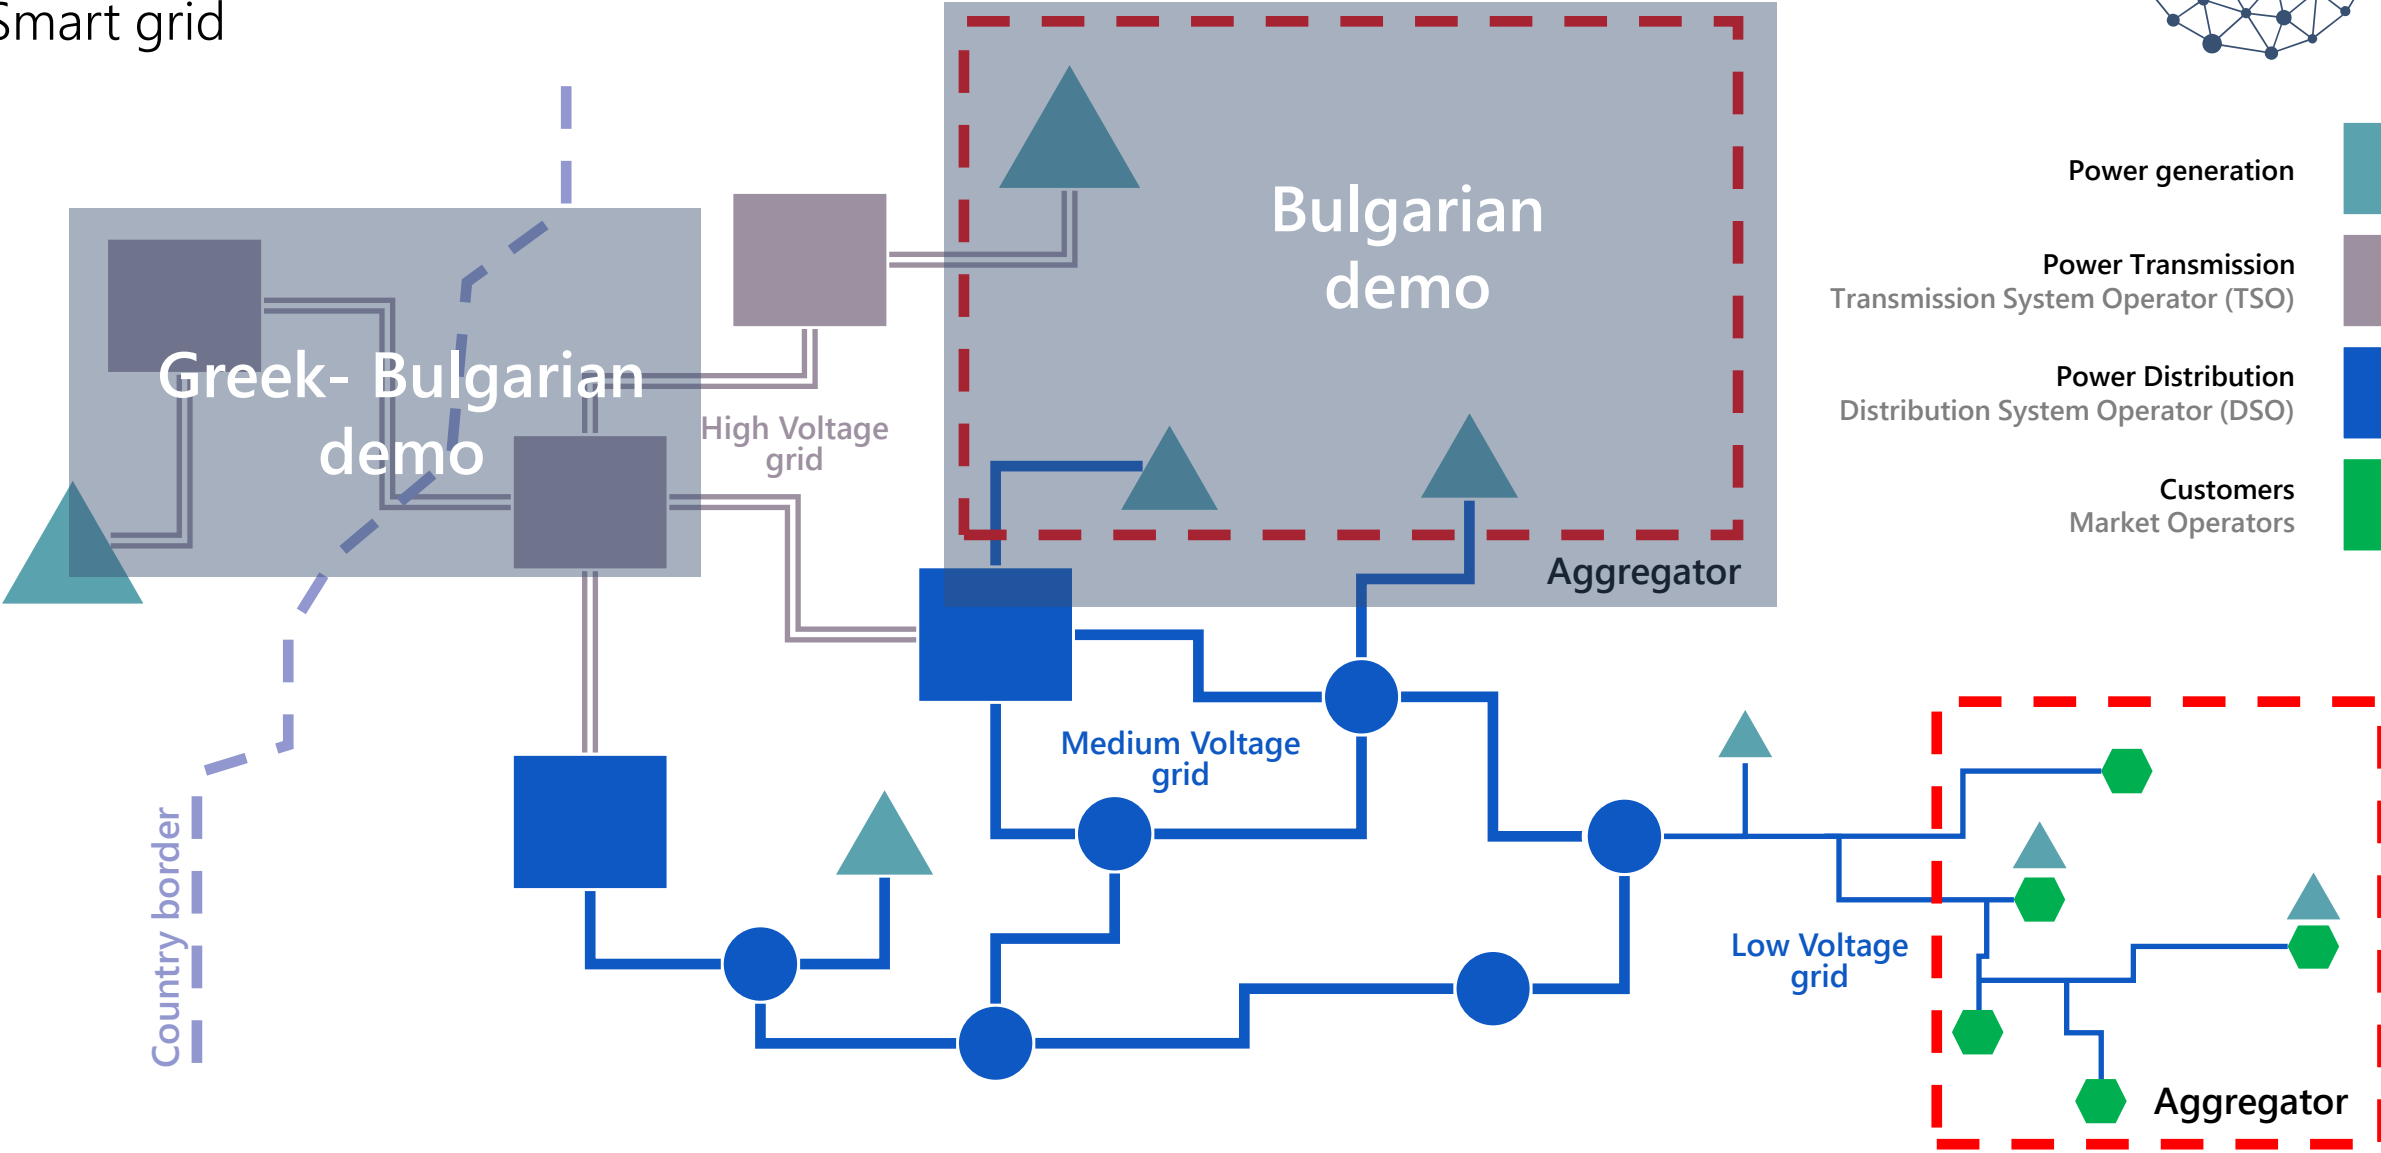 Smart grid
Bulgarian
demo
Greek- Bulgarian
demo
High Voltage
grid
Aggregator
Power generation
Power Transmission
Transmission System Operator (TSO)
Power Distribution
Distribution System Operator (DSO)
Customers
Market Operators
Medium Voltage
grid
Country border
Low Voltage
grid
Aggregator